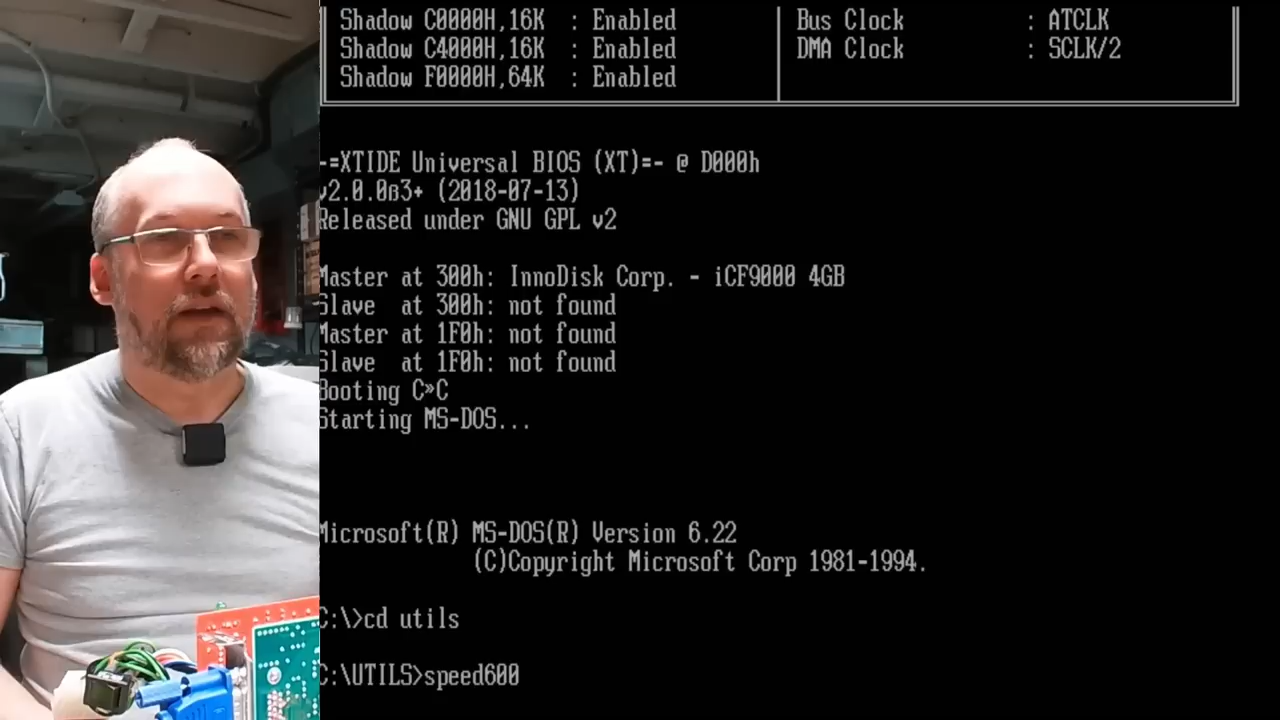 Shadow C0000H,16K : Enabled
Bus Clock : ATCLK
Shadow C4000H,16K : Enabled
DMA Clock : SCLK/2
Shadow F0000H,64K : Enabled
-=XTIDE Universal BIOS (XT)=- @ D000h
v2.0.0ß3+ (2018-07-13)
Released under GNU GPL v2
Master at 300h: InnoDisk Corp. - iCF9000 4GB
Slave at 300h: not found
Master at 1F0h: not found
Slave at 1F0h: not found
Booting C»C
Starting MS-DOS...
Microsoft(R) MS-DOS(R) Version 6.22
(C)Copyright Microsoft Corp 1981-1994.
C:\>cd utils
C:\UTILS>speed600